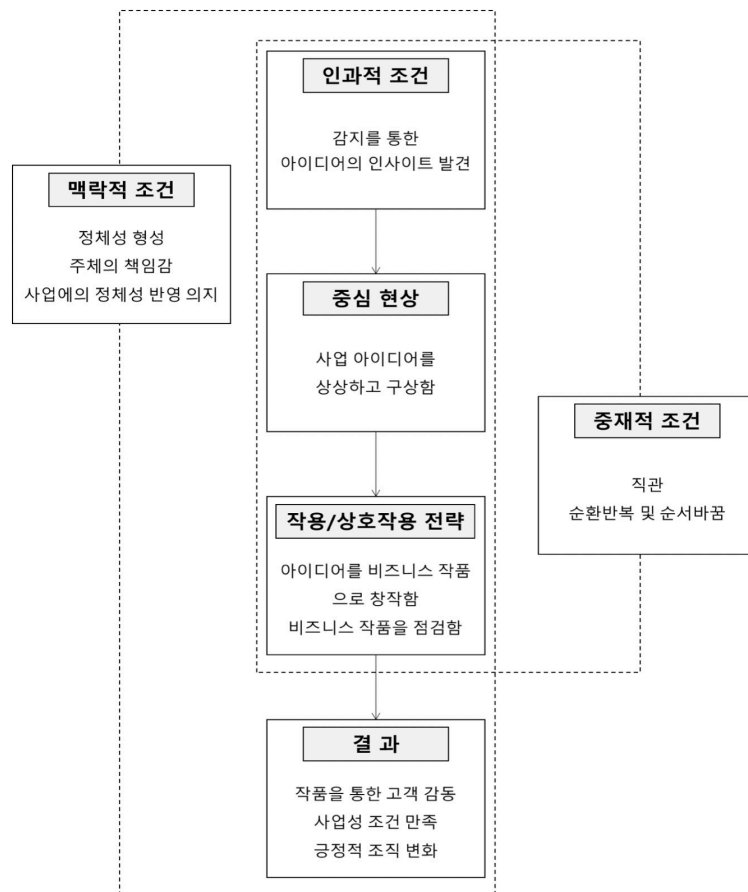 인과적 조건
감지를 통한
아이디어의 인사이트 발견
맥락적 조건
정체성 형성
주체의 책임감
사업에의 정체성 반영 의지
중심 현상
사업 아이디어를
상상하고 구상함
중재적 조건
직관
순환반복 및 순서바꿈
작용/상호작용 전략
아이디어를 비즈니스 작품
으로 창작함
비즈니스 작품을 점검함
결 과
작품을 통한 고객 감동
사업성 조건 만족
긍정적 조직 변화